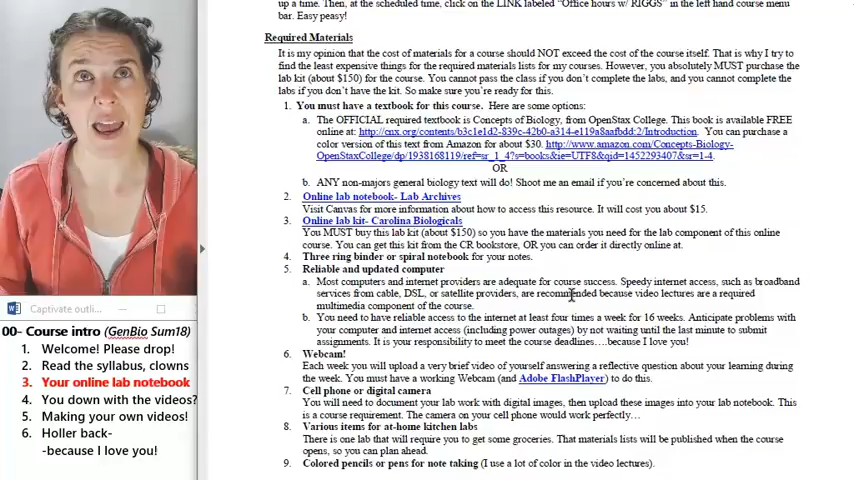 up a time. Then, at the scheduled time, click on the LINK labeled "Office hours w/ RIGGS" in the left hand course menu
bar. Easy peasy!
Required Materials
It is my opinion that the cost of materials for a course should NOT exceed the cost of the course itself. That is why I try to
find the least expensive things for the required materials lists for my courses. However, you absolutely MUST purchase the
lab kit (about $150) for the course. You cannot pass the class if you don't complete the labs, and you cannot complete the
labs if you don't have the kit. So make sure you're ready for this.
1. You must have a textbook for this course. Here are some options:
a. The OFFICIAL required textbook is Concepts of Biology, from OpenStax College. This book is available FREE
online at: http://cnx.org/contents/b3c1e1d2-839c-42b0-a314-e119a8aafbdd:2/Introduction. You can purchase a
color version of this text from Amazon for about $30. http://www.amazon.com/Concepts-Biology-
OpenStaxCollege/dp/1938168119/ref=sr_1_4?s=books&ie=UTF8&qid=1452293407&sr=1-4.
OR
b. ANY non-majors general biology text will do! Shoot me an email if you're concerned about this.
2. Online lab notebook- Lab Archives
Visit Canvas for more information about how to access this resource. It will cost you about $15.
3. Online lab kit- Carolina Biologicals
You MUST buy this lab kit (about $150) so you have the materials you need for the lab component of this online
course. You can get this kit from the CR bookstore, OR you can order it directly online at.
4. Three ring binder or spiral notebook for your notes.
5. Reliable and updated computer
a. Most computers and internet providers are adequate for course success. Speedy internet access, such as broadband
services from cable, DSL, or satellite providers, are recommended because video lectures are a required
multimedia component of the course.
b. You need to have reliable access to the internet at least four times a week for 16 weeks. Anticipate problems with
your computer and internet access (including power outages) by not waiting until the last minute to submit
assignments. It is your responsibility to meet the course deadlines….because I love you!
6. Webcam!
Each week you will upload a very brief video of yourself answering a reflective question about your learning during
the week. You must have a working Webcam (and Adobe FlashPlayer) to do this.
7. Cell phone or digital camera
You will need to document your lab work with digital images, then upload these images into your lab notebook. This
is a course requirement. The camera on your cell phone would work perfectly…
8. Various items for at-home kitchen labs
There is one lab that will require you to get some groceries. That materials lists will be published when the course
opens, so you can plan ahead.
9. Colored pencils or pens for note taking (I use a lot of color in the video lectures).
Captivate outli...
00- Course intro (GenBio Sum18)
1. Welcome! Please drop!
2. Read the syllabus, clowns
3. Your online lab notebook
4. You down with the videos?
5. Making your own videos!
6. Holler back-
-because I love you!